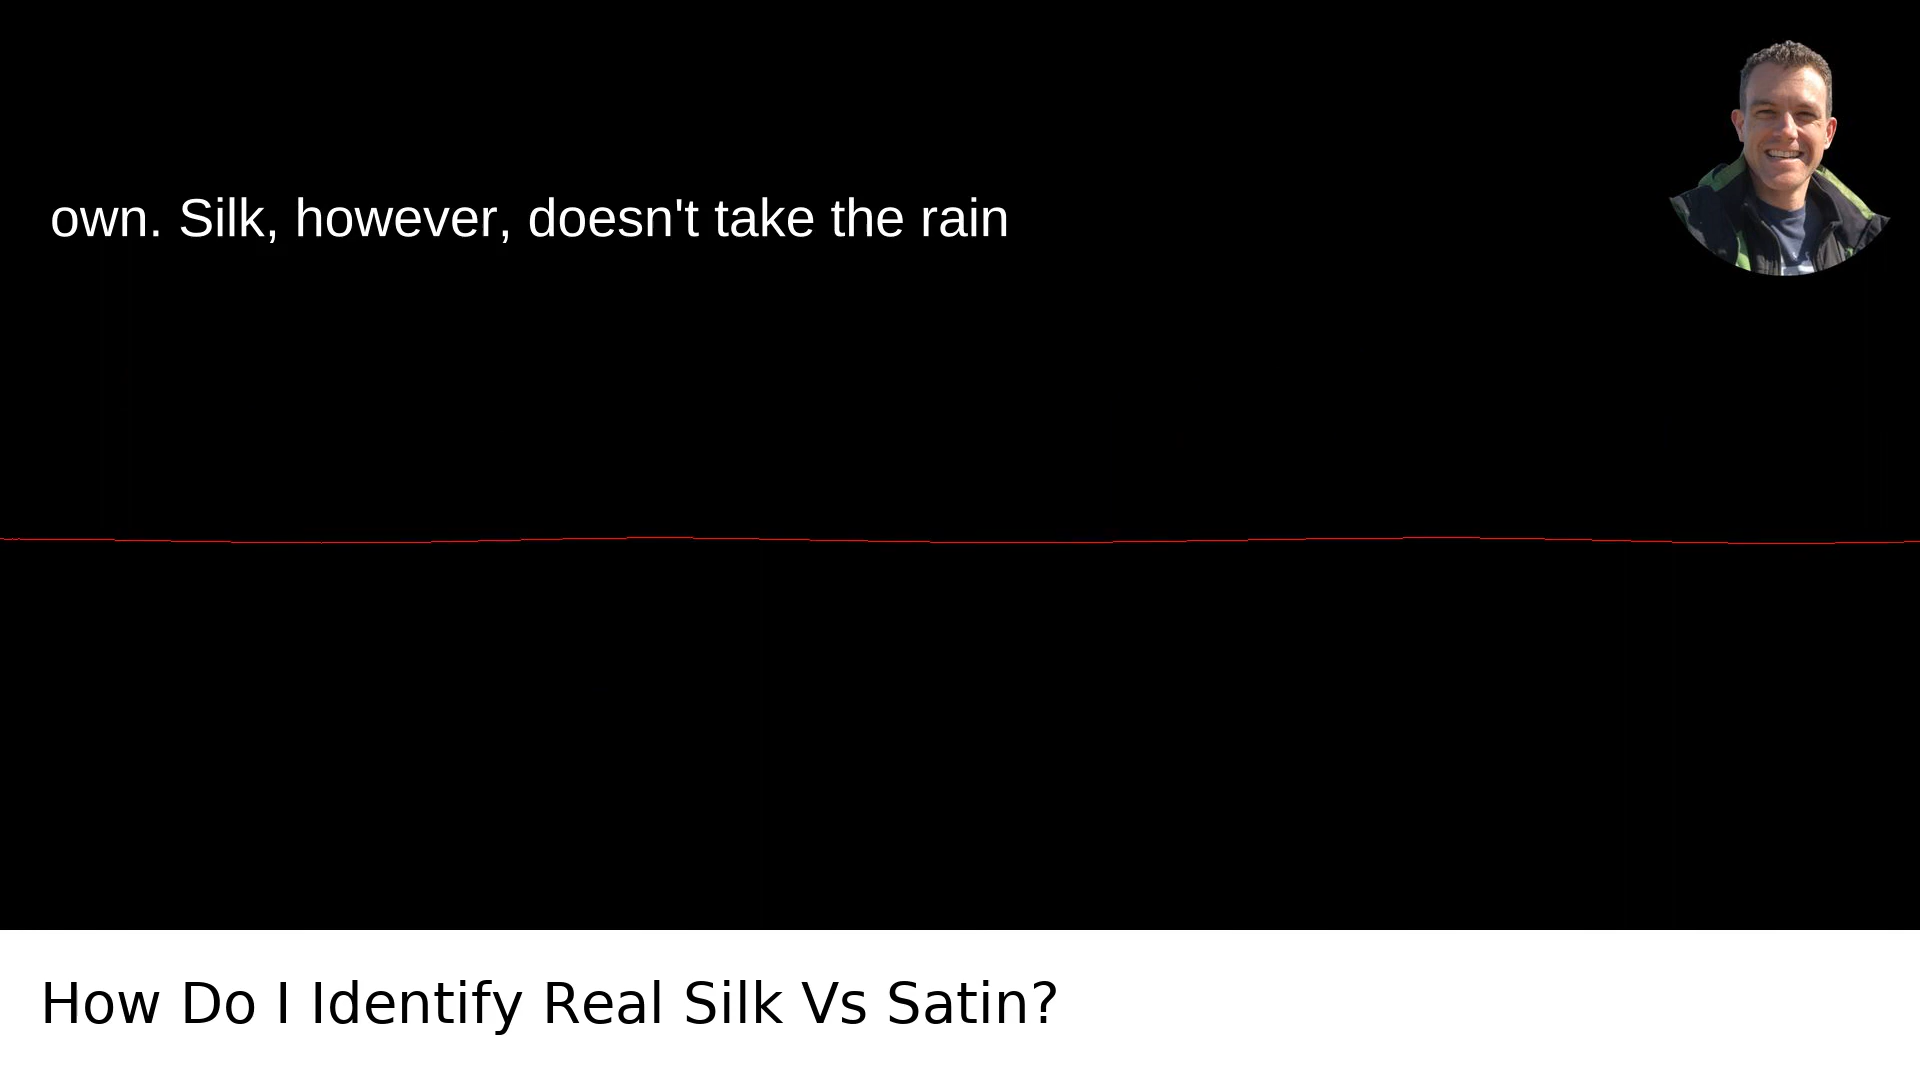 own. Silk, however, doesn't take the rain
How Do I Identify Real Silk Vs Satin?